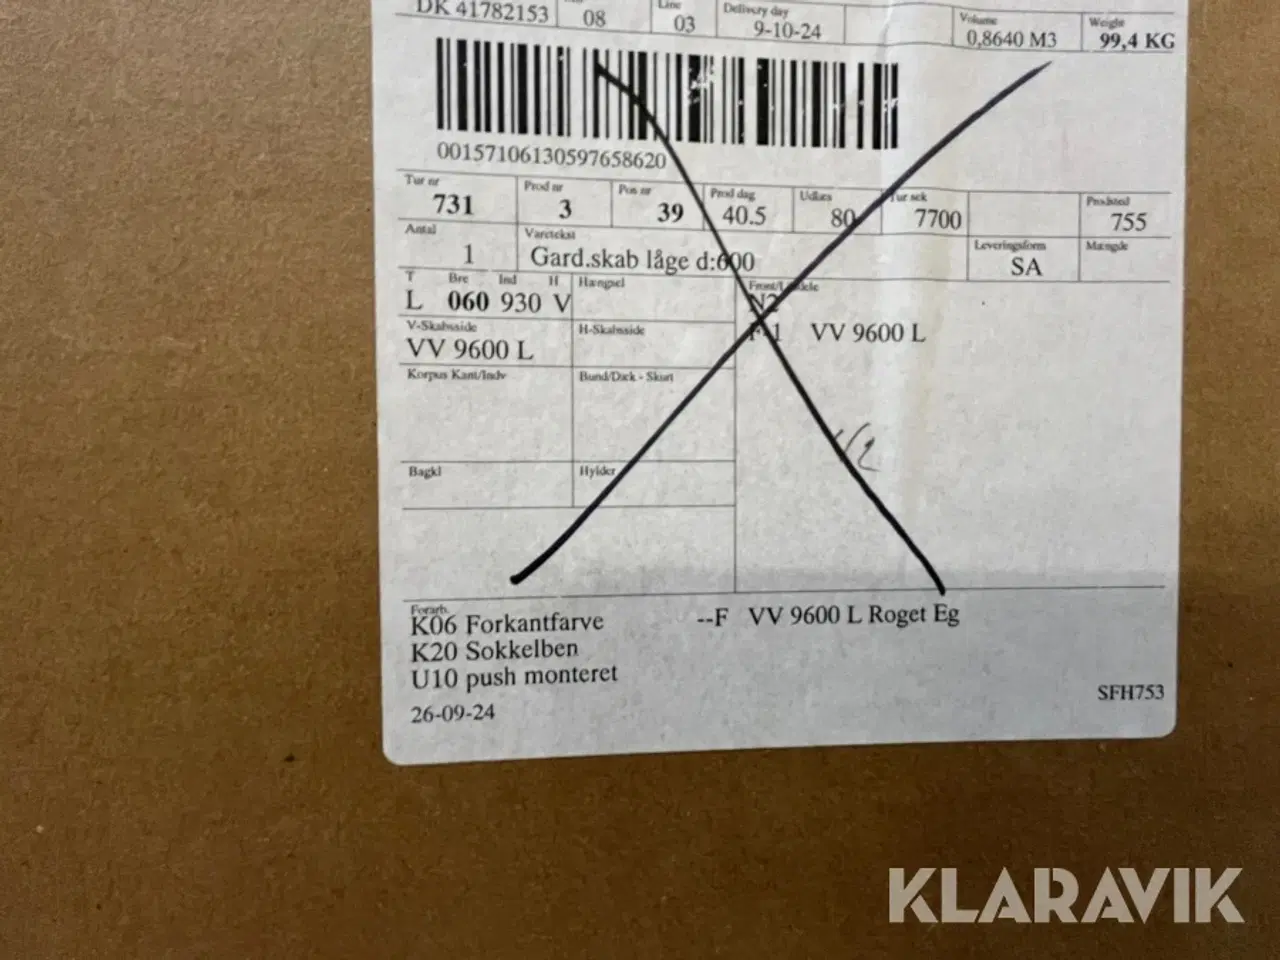 DK 41782153 08 Line 03 Delivery day 9-10-24 Volume 0,8640 M3 Weight 99,4 KG
00157106130597658620
Tur nr 731 Prod nr 3 Pos nr 39 Prod dag 40.5 Udlæs 80 Tur sek 7700 Prodsted 755
Antal 1 Varetekst Gard.skab låge d:600 Leveringsform SA Mængde
T L Bre 060 Ind 930 H V Hængsel Front/L N2
V-Skabsside VV 9600 L H-Skabsside F-1 VV 9600 L
Korpus Kant/Indv Bund/Dæk - Skørt
1/2
Bagkl Hylder
Forarb.
K06 Forkantfarve --F VV 9600 L Roget Eg
K20 Sokkelben
U10 push monteret
26-09-24 SFH753
KLARAVIK